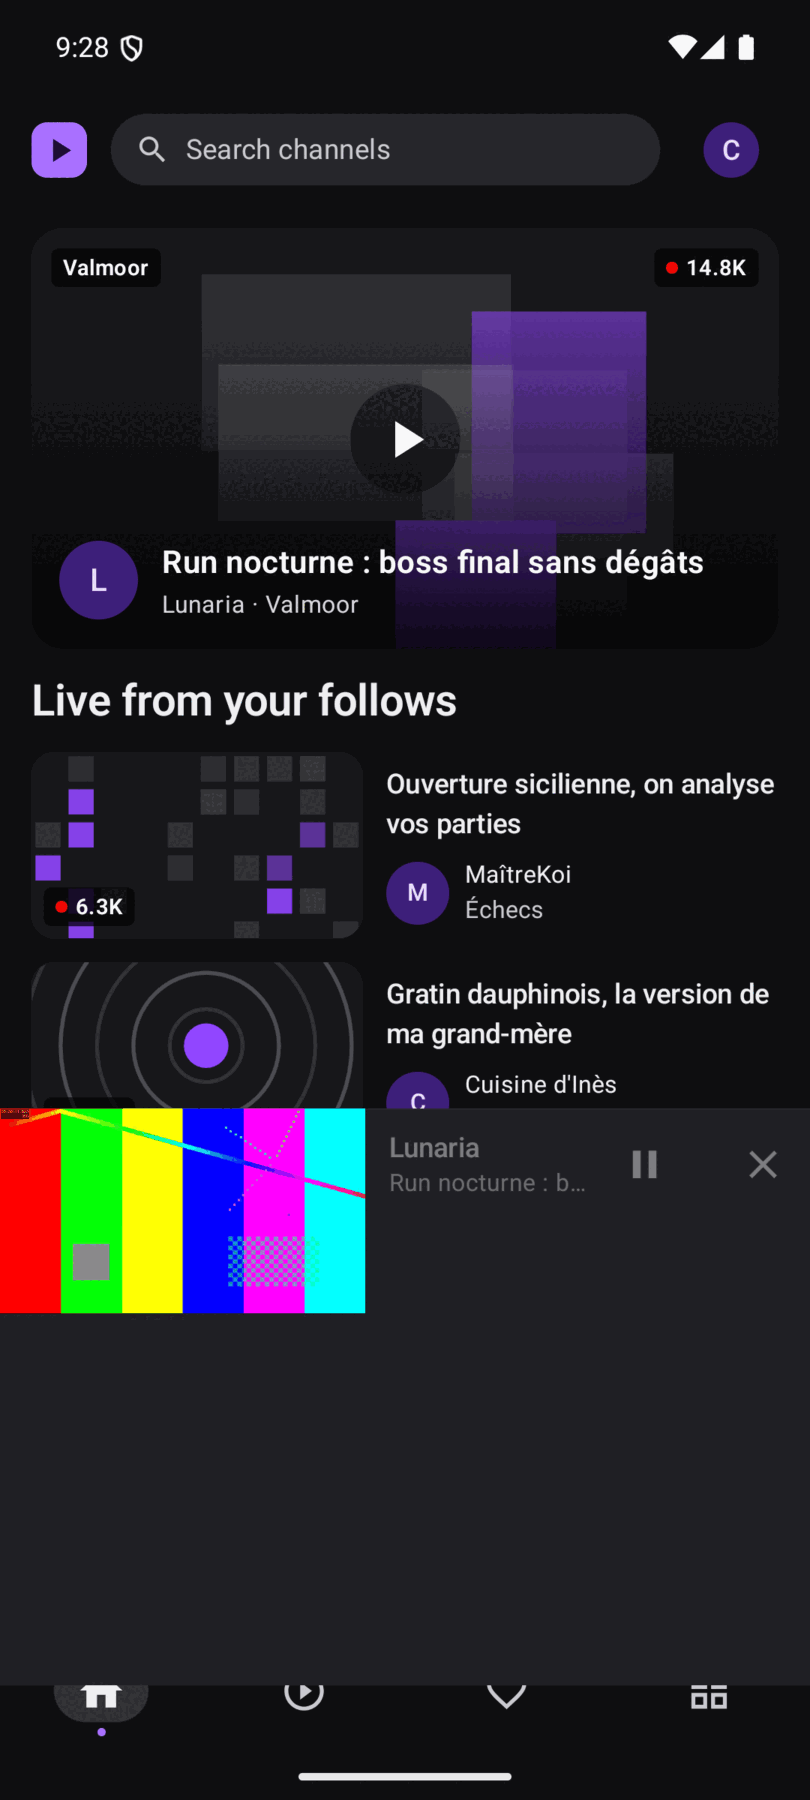 9:28
Search channels
C
Valmoor
14.8K
L
Run nocturne : boss final sans dégâts
Lunaria · Valmoor
Live from your follows
Ouverture sicilienne, on analyse
vos parties
M
MaîtreKoi
Échecs
6.3K
Gratin dauphinois, la version de
ma grand-mère
C
Cuisine d'Inès
Lunaria
Run nocturne : b…